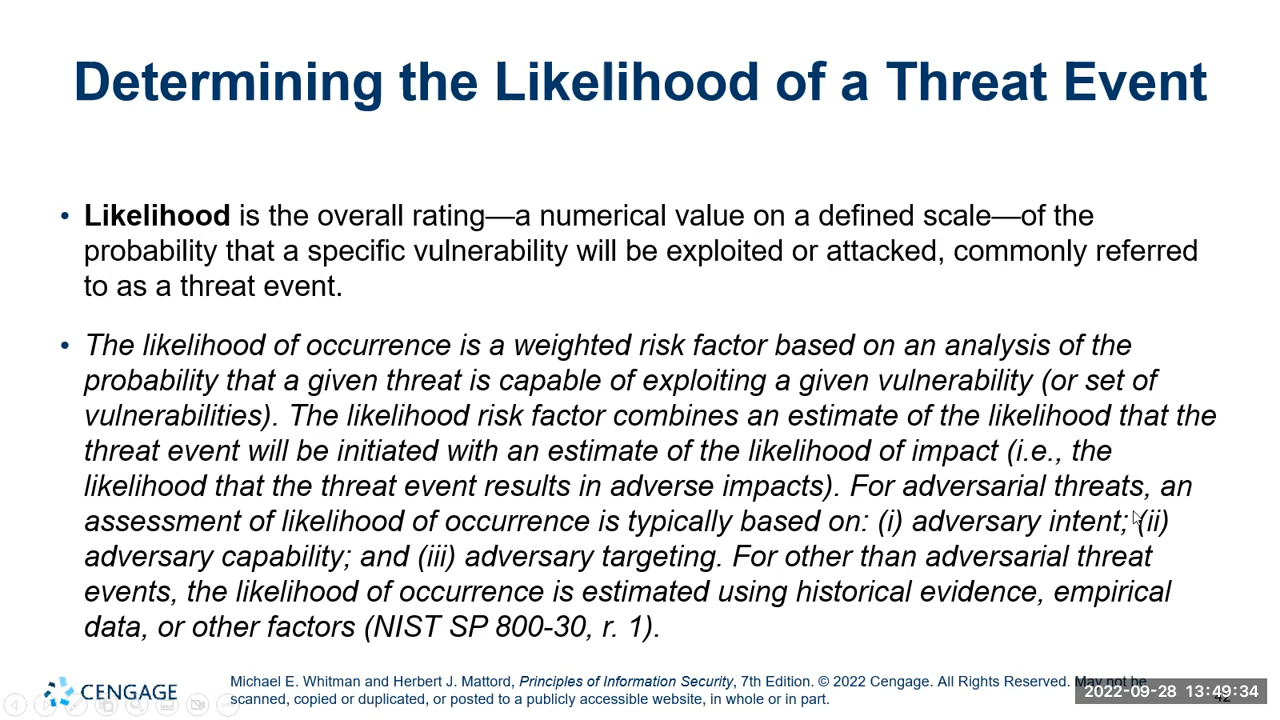 Determining the Likelihood of a Threat Event
• Likelihood is the overall rating—a numerical value on a defined scale—of the
probability that a specific vulnerability will be exploited or attacked, commonly referred
to as a threat event.
• The likelihood of occurrence is a weighted risk factor based on an analysis of the
probability that a given threat is capable of exploiting a given vulnerability (or set of
vulnerabilities). The likelihood risk factor combines an estimate of the likelihood that the
threat event will be initiated with an estimate of the likelihood of impact (i.e., the
likelihood that the threat event results in adverse impacts). For adversarial threats, an
assessment of likelihood of occurrence is typically based on: (i) adversary intent; (ii)
adversary capability; and (iii) adversary targeting. For other than adversarial threat
events, the likelihood of occurrence is estimated using historical evidence, empirical
data, or other factors (NIST SP 800-30, r. 1).
CENGAGE
Michael E. Whitman and Herbert J. Mattord, Principles of Information Security, 7th Edition. © 2022 Cengage. All Rights Reserved. May not be
scanned, copied or duplicated, or posted to a publicly accessible website, in whole or in part.
2022-09-28 13:49:34